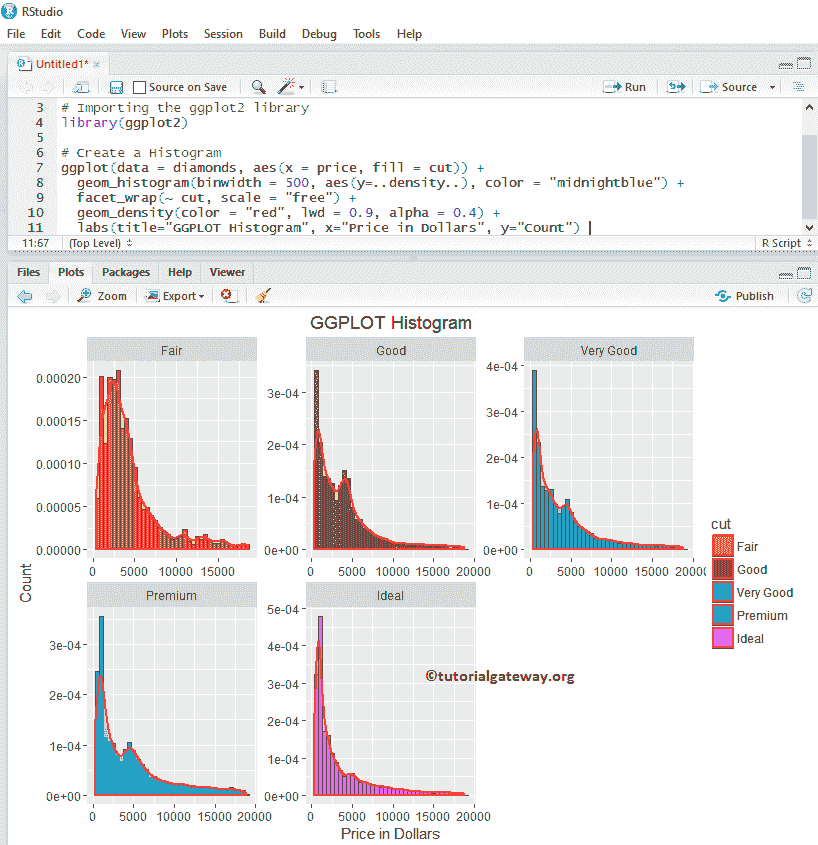 RStudio
File Edit Code View Plots Session Build Debug Tools Help
Untitled1* ×
Source on Save Run Source
3 # Importing the ggplot2 library
4 library(ggplot2)
5
6 # Create a Histogram
7 ggplot(data = diamonds, aes(x = price, fill = cut)) +
8 geom_histogram(binwidth = 500, aes(y=..density..), color = "midnightblue") +
9 facet_wrap(~ cut, scale = "free") +
10 geom_density(color = "red", lwd = 0.9, alpha = 0.4) +
11 labs(title="GGPLOT Histogram", x="Price in Dollars", y="Count")
11:67 (Top Level) R Script
Files Plots Packages Help Viewer
Zoom Export Publish
GGPLOT Histogram
Fair
0.00020
0.00015
0.00010
0.00005
0.00000
0 5000 10000 15000
Good
3e-04
2e-04
1e-04
0e+00
0 5000 10000 15000 20000
Very Good
4e-04
3e-04
2e-04
1e-04
0e+00
0 5000 10000 15000 20000
Count
Premium
3e-04
2e-04
1e-04
0e+00
0 5000 10000 15000 20000
Ideal
5e-04
4e-04
3e-04
2e-04
1e-04
0e+00
0 5000 10000 15000 20000
Price in Dollars
cut
Fair
Good
Very Good
Premium
Ideal
©tutorialgateway.org